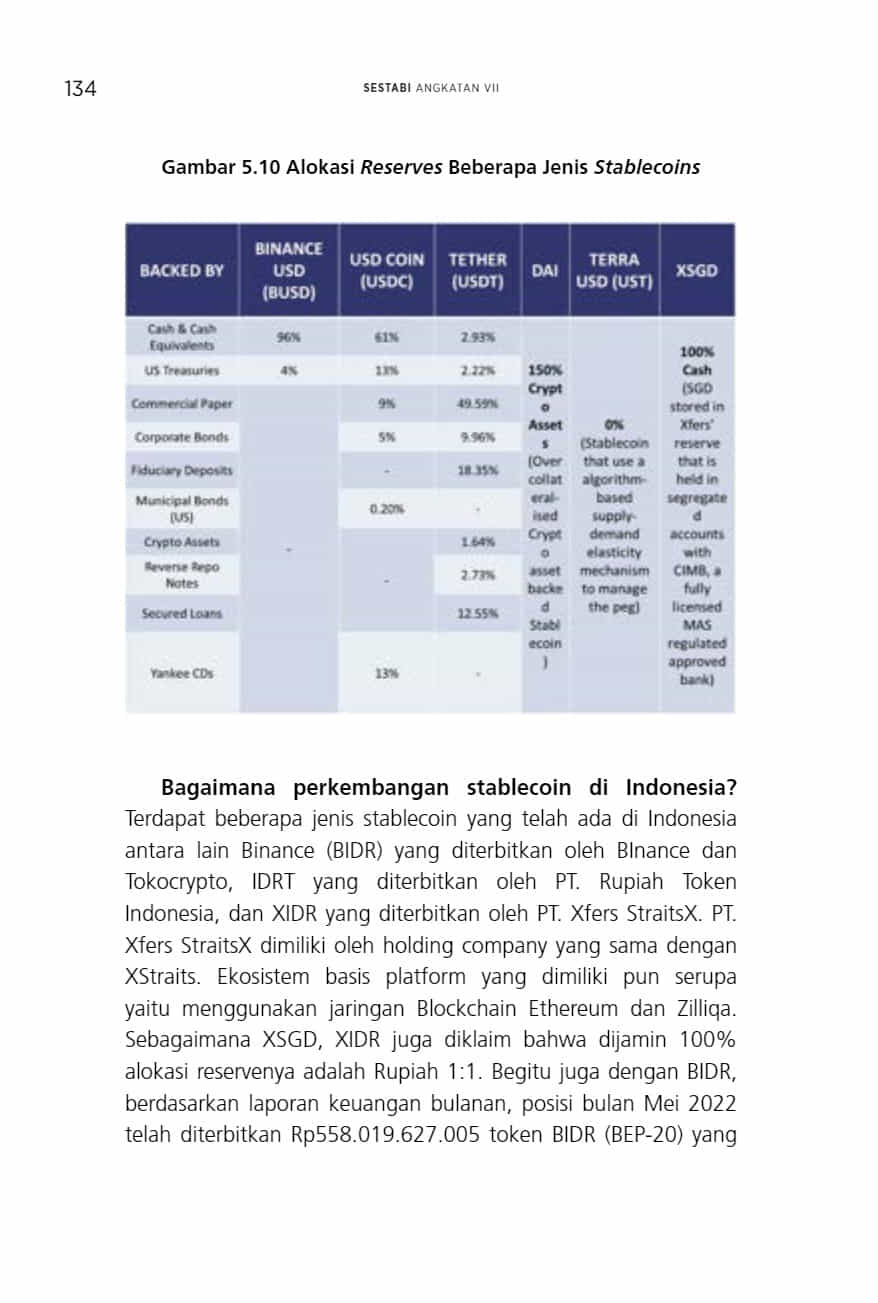 134
SESTABI ANGKATAN VII
Gambar 5.10 Alokasi Reserves Beberapa Jenis Stablecoins
BACKED BY
BINANCE
USD
(BUSD)
USD COIN
(USDC)
TETHER
(USDT)
DAI
TERRA
USD (UST)
XSGD
Cash & Cash
Equivalents
96%
61%
2.93%
US Treasuries
4%
13%
2.22%
Commercial Paper
9%
49.59%
Corporate Bonds
5%
9.96%
Fiduciary Deposits
-
18.35%
Municipal Bonds
(US)
0.20%
-
Crypto Assets
1.64%
Reverse Repo
Notes
2.73%
Secured Loans
12.55%
-
-
Yankee CDs
13%
-
150%
Crypt
o
Asset
s
(Over
collat
eral-
ised
Crypt
o
asset
backe
d
Stabl
ecoin
)
0%
(Stablecoin
that use a
algorithm-
based
supply-
demand
elasticity
mechanism
to manage
the peg)
100%
Cash
(SGD
stored in
Xfers'
reserve
that is
held in
segregate
d
accounts
with
CIMB, a
fully
licensed
MAS
regulated
approved
bank)
Bagaimana perkembangan stablecoin di Indonesia?
Terdapat beberapa jenis stablecoin yang telah ada di Indonesia
antara lain Binance (BIDR) yang diterbitkan oleh BInance dan
Tokocrypto, IDRT yang diterbitkan oleh PT. Rupiah Token
Indonesia, dan XIDR yang diterbitkan oleh PT. Xfers StraitsX. PT.
Xfers StraitsX dimiliki oleh holding company yang sama dengan
XStraits. Ekosistem basis platform yang dimiliki pun serupa
yaitu menggunakan jaringan Blockchain Ethereum dan Zilliqa.
Sebagaimana XSGD, XIDR juga diklaim bahwa dijamin 100%
alokasi reservenya adalah Rupiah 1:1. Begitu juga dengan BIDR,
berdasarkan laporan keuangan bulanan, posisi bulan Mei 2022
telah diterbitkan Rp558.019.627.005 token BIDR (BEP-20) yang